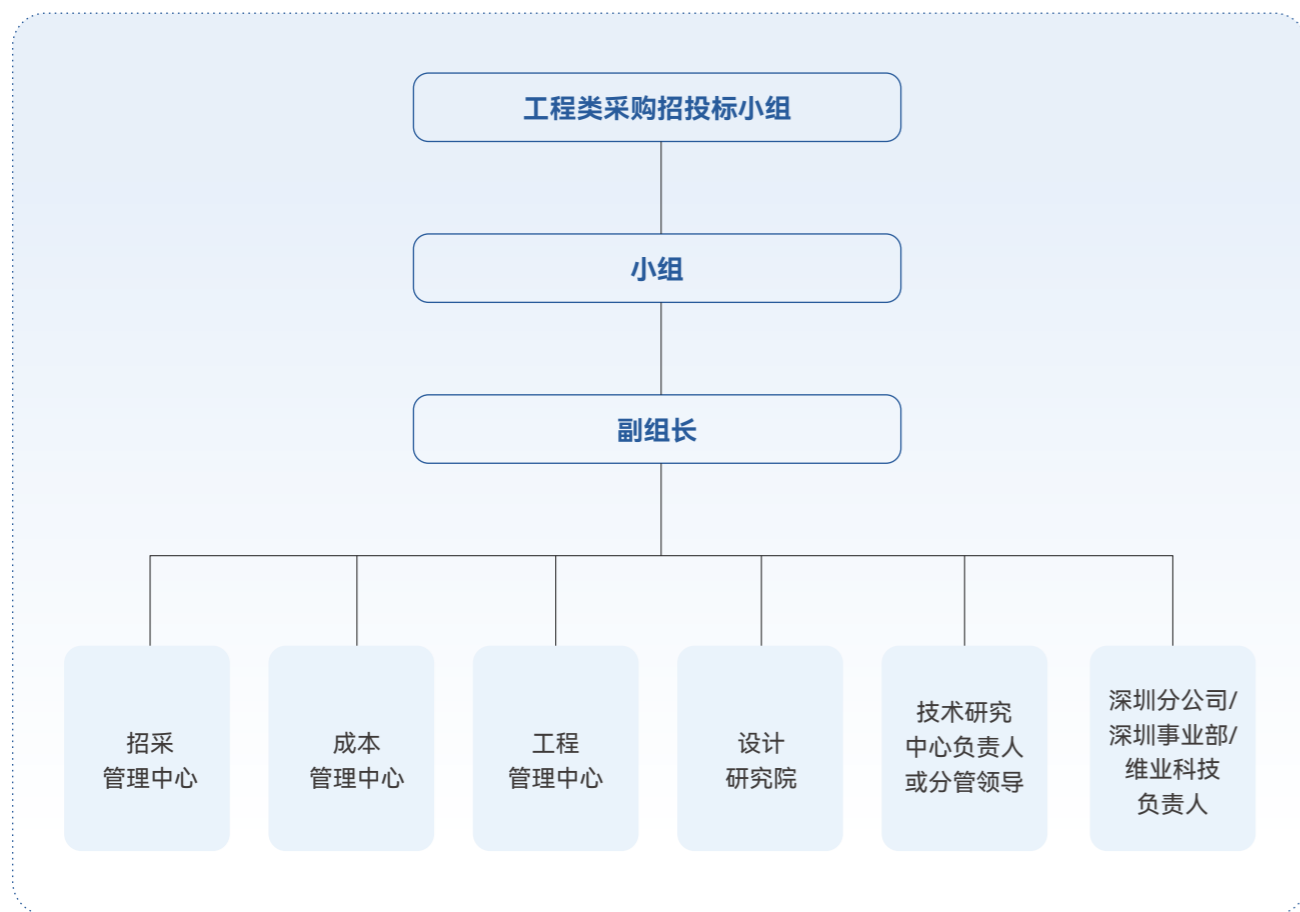 工程类采购招投标小组
小组
副组长
招采
管理中心
成本
管理中心
工程
管理中心
设计
研究院
技术研究
中心负责人
或分管领导
深圳分公司/
深圳事业部/
维业科技
负责人